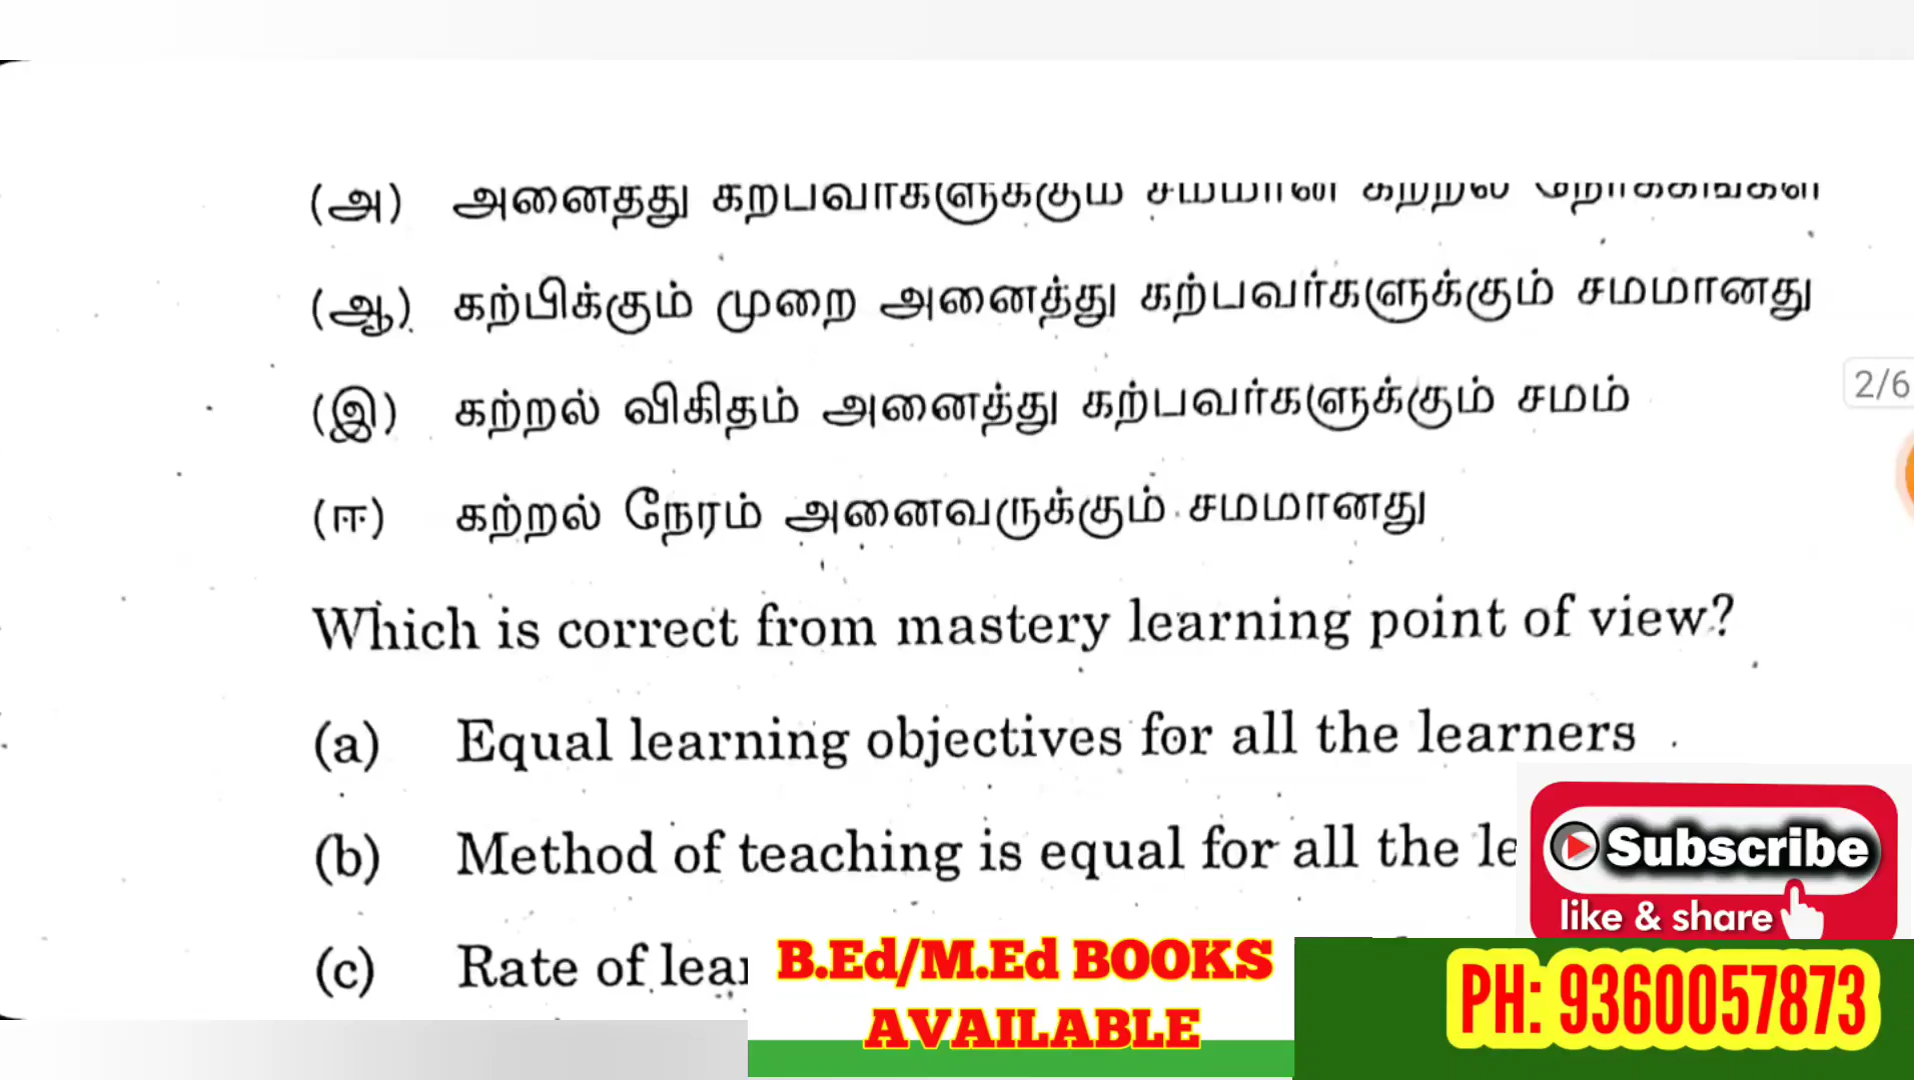 (அ) அனைத்து கற்பவர்களுக்கும் சமமான கற்றல் நோக்கங்கள்
(ஆ) கற்பிக்கும் முறை அனைத்து கற்பவர்களுக்கும் சமமானது
2/6
(இ) கற்றல் விகிதம் அனைத்து கற்பவர்களுக்கும் சமம்
(ஈ) கற்றல் நேரம் அனைவருக்கும் சமமானது
Which is correct from mastery learning point of view?
(a) Equal learning objectives for all the learners
(b) Method of teaching is equal for all the le
Subscribe
like & share
(c) Rate of lear
B.Ed/M.Ed BOOKS
AVAILABLE
PH: 9360057873